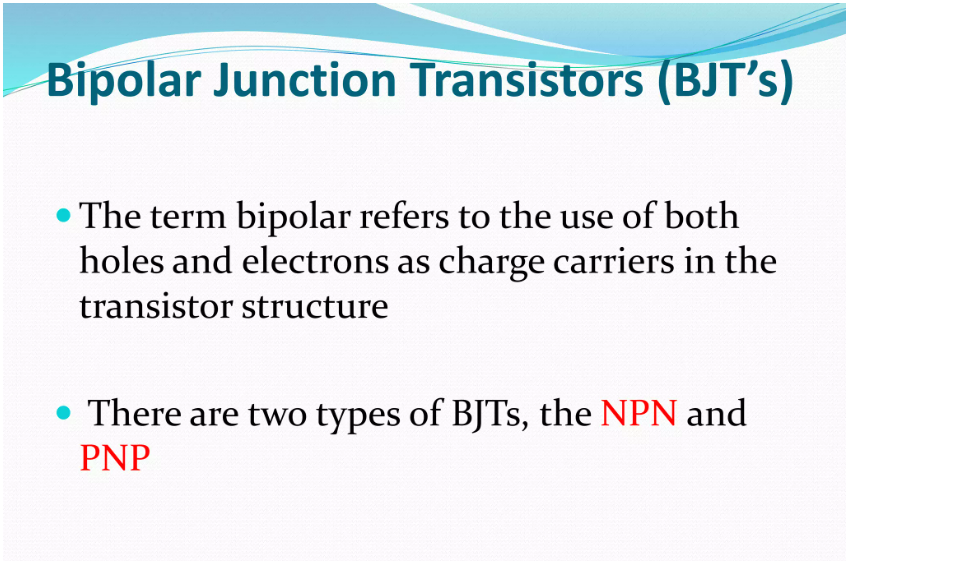 Bipolar Junction Transistors (BJT’s)
The term bipolar refers to the use of both
holes and electrons as charge carriers in the
transistor structure
There are two types of BJTs, the NPN and
PNP